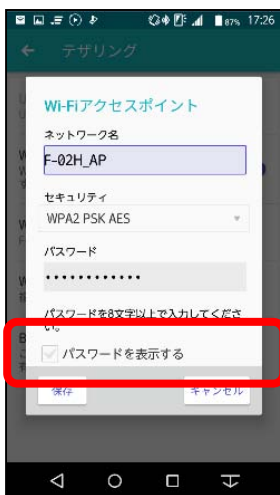 87% 17:26
テザリング
Wi-Fiアクセスポイント
ネットワーク名
F-02H_AP
セキュリティ
WPA2 PSK AES
パスワード
••••••••••••
パスワードを8文字以上で入力してくださ
い。
パスワードを表示する
保存
キャンセル